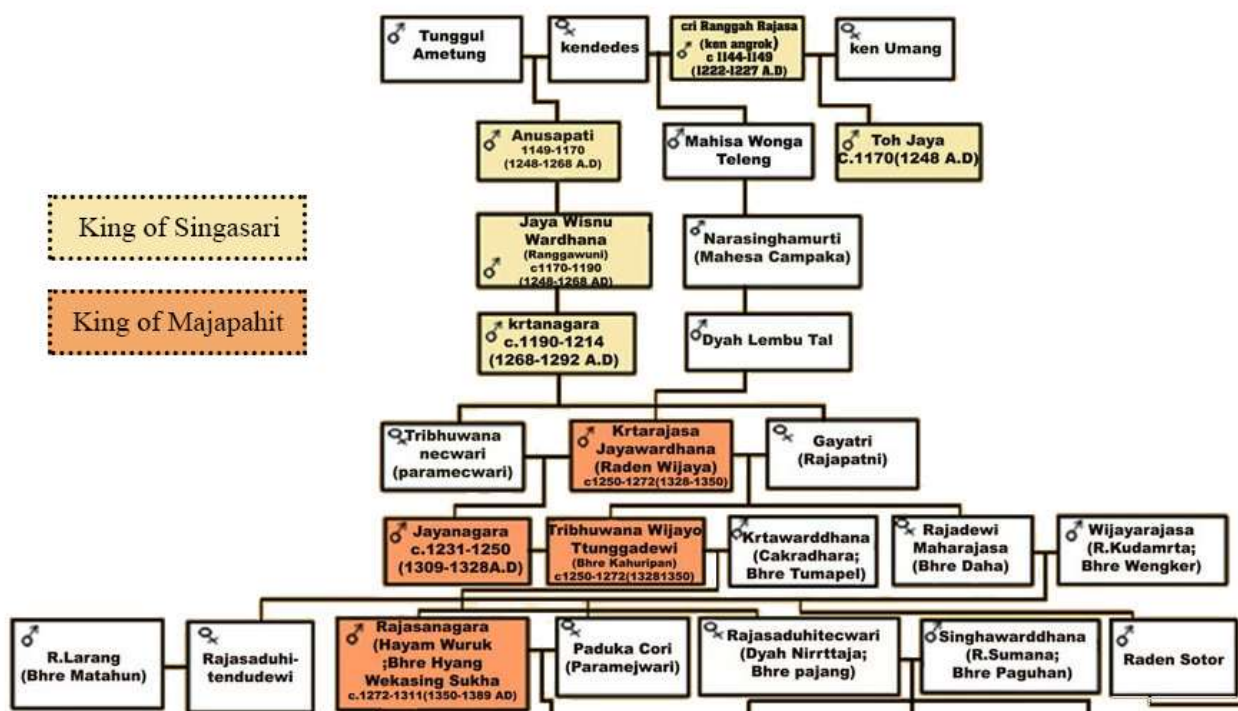 Tunggul
Ametung
kendedes
cri Ranggah Rajasa
(ken angrok)
c 1144-1149
(1222-1227 A.D)
ken Umang
Anusapati
1149-1170
(1248-1268 A.D)
Mahisa Wonga
Teleng
Toh Jaya
C.1170(1248 A.D)
King of Singasari
Jaya Wisnu
Wardhana
(Ranggawuni)
c1170-1190
(1248-1268 AD)
Narasinghamurti
(Mahesa Campaka)
King of Majapahit
krtanagara
c.1190-1214
(1268-1292 A.D)
Dyah Lembu Tal
Tribhuwana
necwari
(paramecwari)
Krtarajasa
Jayawardhana
(Raden Wijaya)
c1250-1272(1328-1350)
Gayatri
(Rajapatni)
Jayanagara
c.1231-1250
(1309-1328A.D)
Tribhuwana Wijayo
Ttunggadewi
(Bhre Kahuripan)
c1250-1272(13281350)
Krtawarddhana
(Cakradhara;
Bhre Tumapel)
Rajadewi
Maharajasa
(Bhre Daha)
Wijayarajasa
(R.Kudamrta;
Bhre Wengker)
R.Larang
(Bhre Matahun)
Rajasaduhi-
tendudewi
Rajasanagara
(Hayam Wuruk
;Bhre Hyang
Wekasing Sukha
c.1272-1311(1350-1389 AD)
Paduka Cori
(Paramejwari)
Rajasaduhitecwari
(Dyah Nirrttaja;
Bhre pajang)
Singhawarddhana
(R.Sumana;
Bhre Paguhan)
Raden Sotor